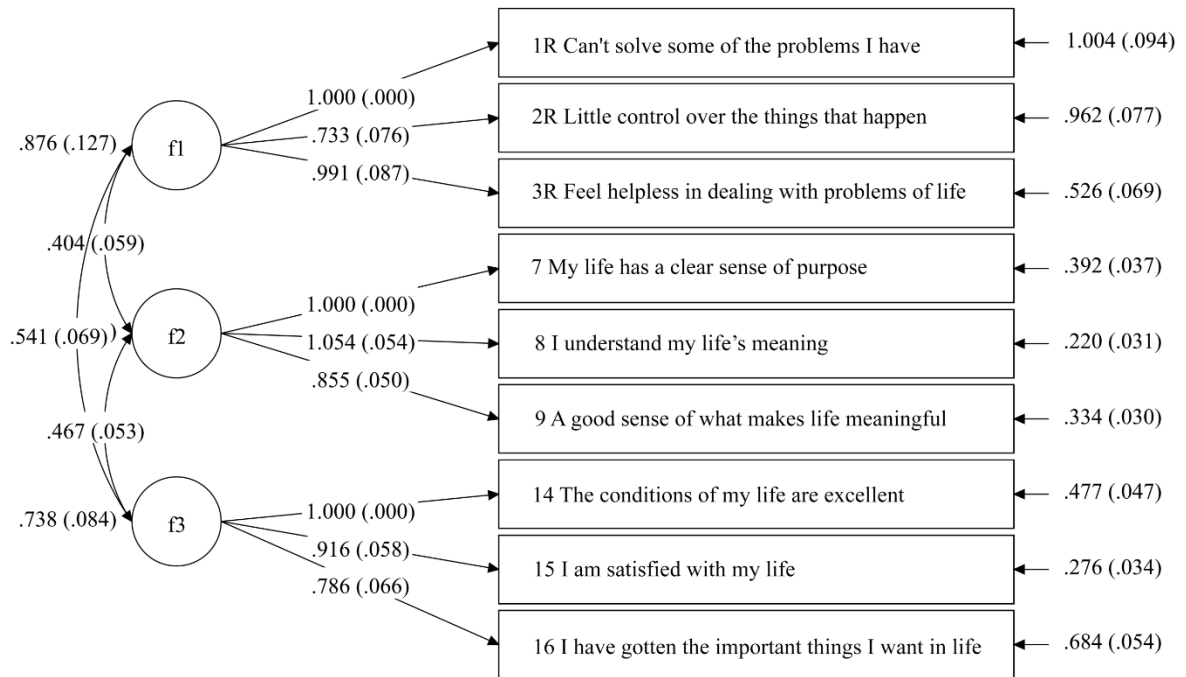 1R Can't solve some of the problems I have
1.004 (.094)
1.000 (.000)
2R Little control over the things that happen
.962 (.077)
.733 (.076)
.876 (.127)
f1
.991 (.087)
3R Feel helpless in dealing with problems of life
.526 (.069)
.404 (.059)
7 My life has a clear sense of purpose
.392 (.037)
1.000 (.000)
.541 (.069)
)
f2
1.054 (.054)
8 I understand my life’s meaning
.220 (.031)
.855 (.050)
9 A good sense of what makes life meaningful
.334 (.030)
.467 (.053)
14 The conditions of my life are excellent
.477 (.047)
1.000 (.000)
.738 (.084)
f3
.916 (.058)
15 I am satisfied with my life
.276 (.034)
.786 (.066)
16 I have gotten the important things I want in life
.684 (.054)